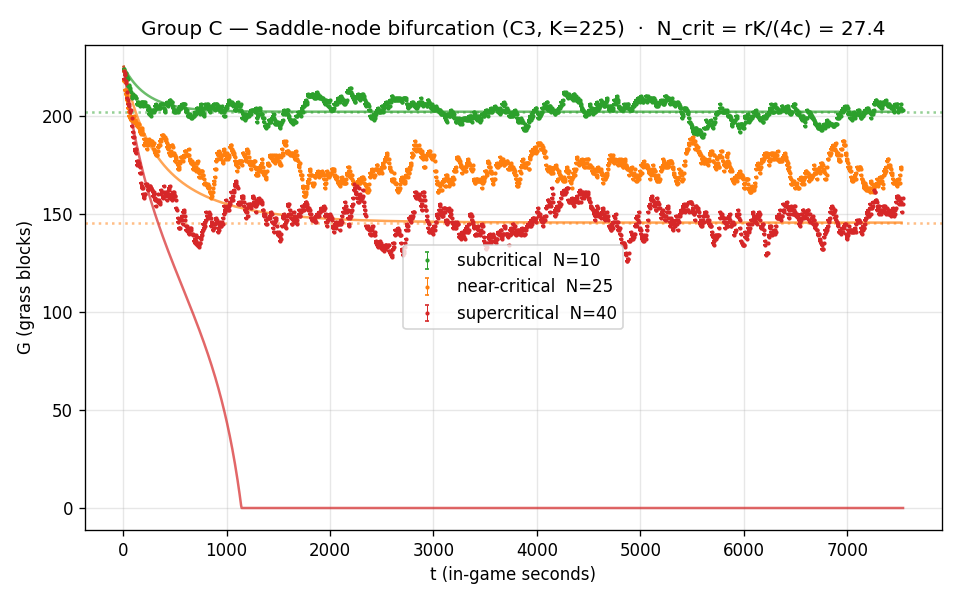 Group C — Saddle-node bifurcation (C3, K=225)  ·  N_crit = rK/(4c) = 27.4
G (grass blocks)
200
150
100
50
0
subcritical  N=10
near-critical  N=25
supercritical  N=40
0 1000 2000 3000 4000 5000 6000 7000
t (in-game seconds)